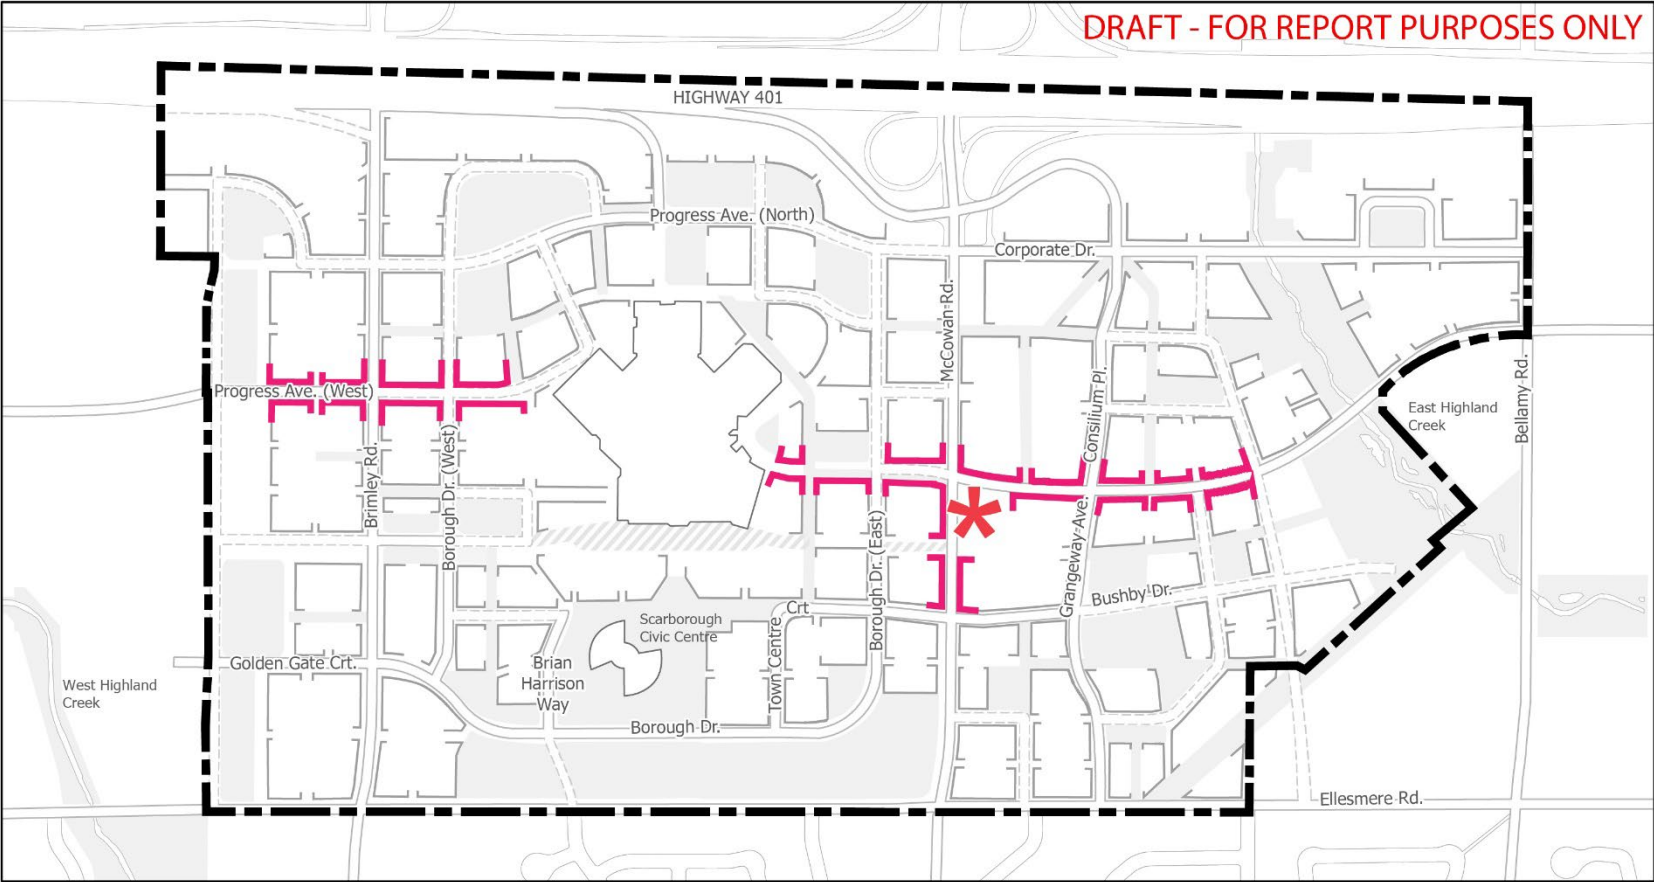 DRAFT - FOR REPORT PURPOSES ONLY
HIGHWAY 401
Progress Ave. (North)
Corporate Dr.
McCowan Rd.
Progress Ave. (West)
Consilium Pl.
Bellamy Rd.
East Highland
Creek
Brimley Rd.
Borough Dr. (West)
Borough Dr. (East)
Grangeway Ave.
Bushby Dr.
Scarborough
Civic Centre
Town Centre
Crt
Golden Gate Crt.
Brian
Harrison
Way
West Highland
Creek
Borough Dr.
Ellesmere Rd.